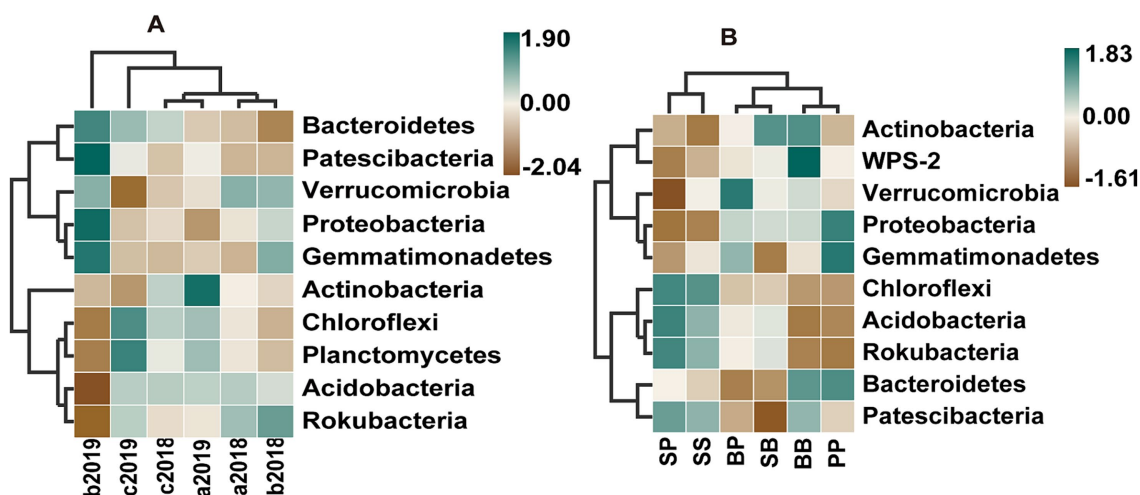 A
1.90
0.00
-2.04
Bacteroidetes
Patescibacteria
Verrucomicrobia
Proteobacteria
Gemmatimonadetes
Actinobacteria
Chloroflexi
Planctomycetes
Acidobacteria
Rokubacteria
b2019
c2019
c2018
a2019
a2018
b2018
B
1.83
0.00
-1.61
Actinobacteria
WPS-2
Verrucomicrobia
Proteobacteria
Gemmatimonadetes
Chloroflexi
Acidobacteria
Rokubacteria
Bacteroidetes
Patescibacteria
SP
SS
BP
SB
BB
PP